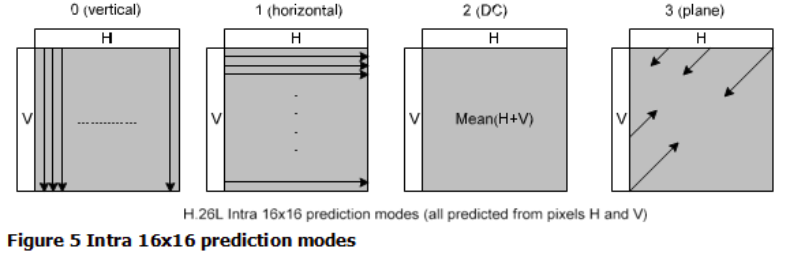 0 (vertical) 1 (horizontal) 2 (DC) 3 (plane)
H H H H
V V V Mean(H+V) V
H.26L Intra 16x16 prediction modes (all predicted from pixels H and V)
Figure 5 Intra 16x16 prediction modes